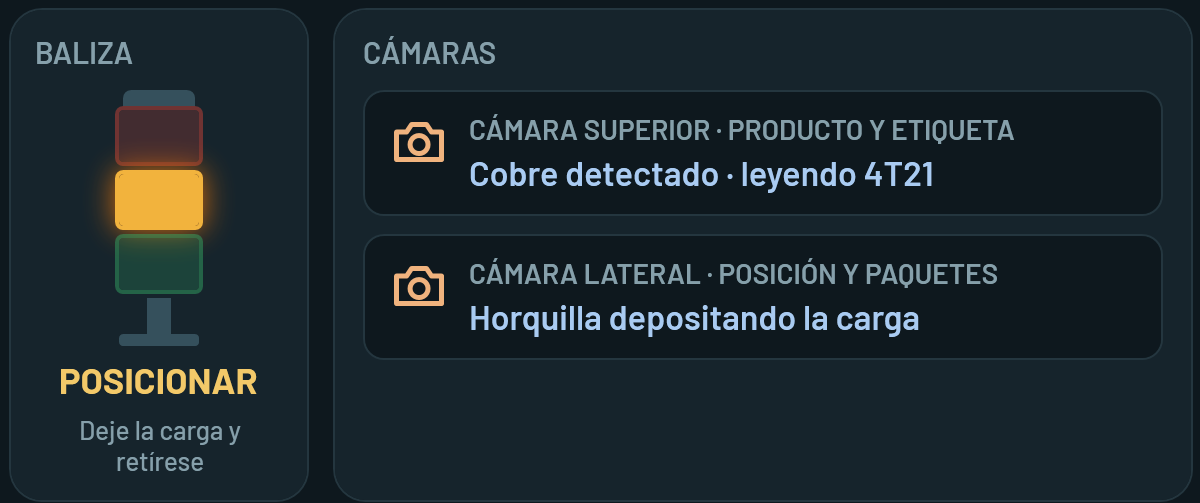 BALIZA
POSICIONAR
Deje la carga y
retírese
CÁMARAS
CÁMARA SUPERIOR · PRODUCTO Y ETIQUETA
Cobre detectado · leyendo 4T21
CÁMARA LATERAL · POSICIÓN Y PAQUETES
Horquilla depositando la carga